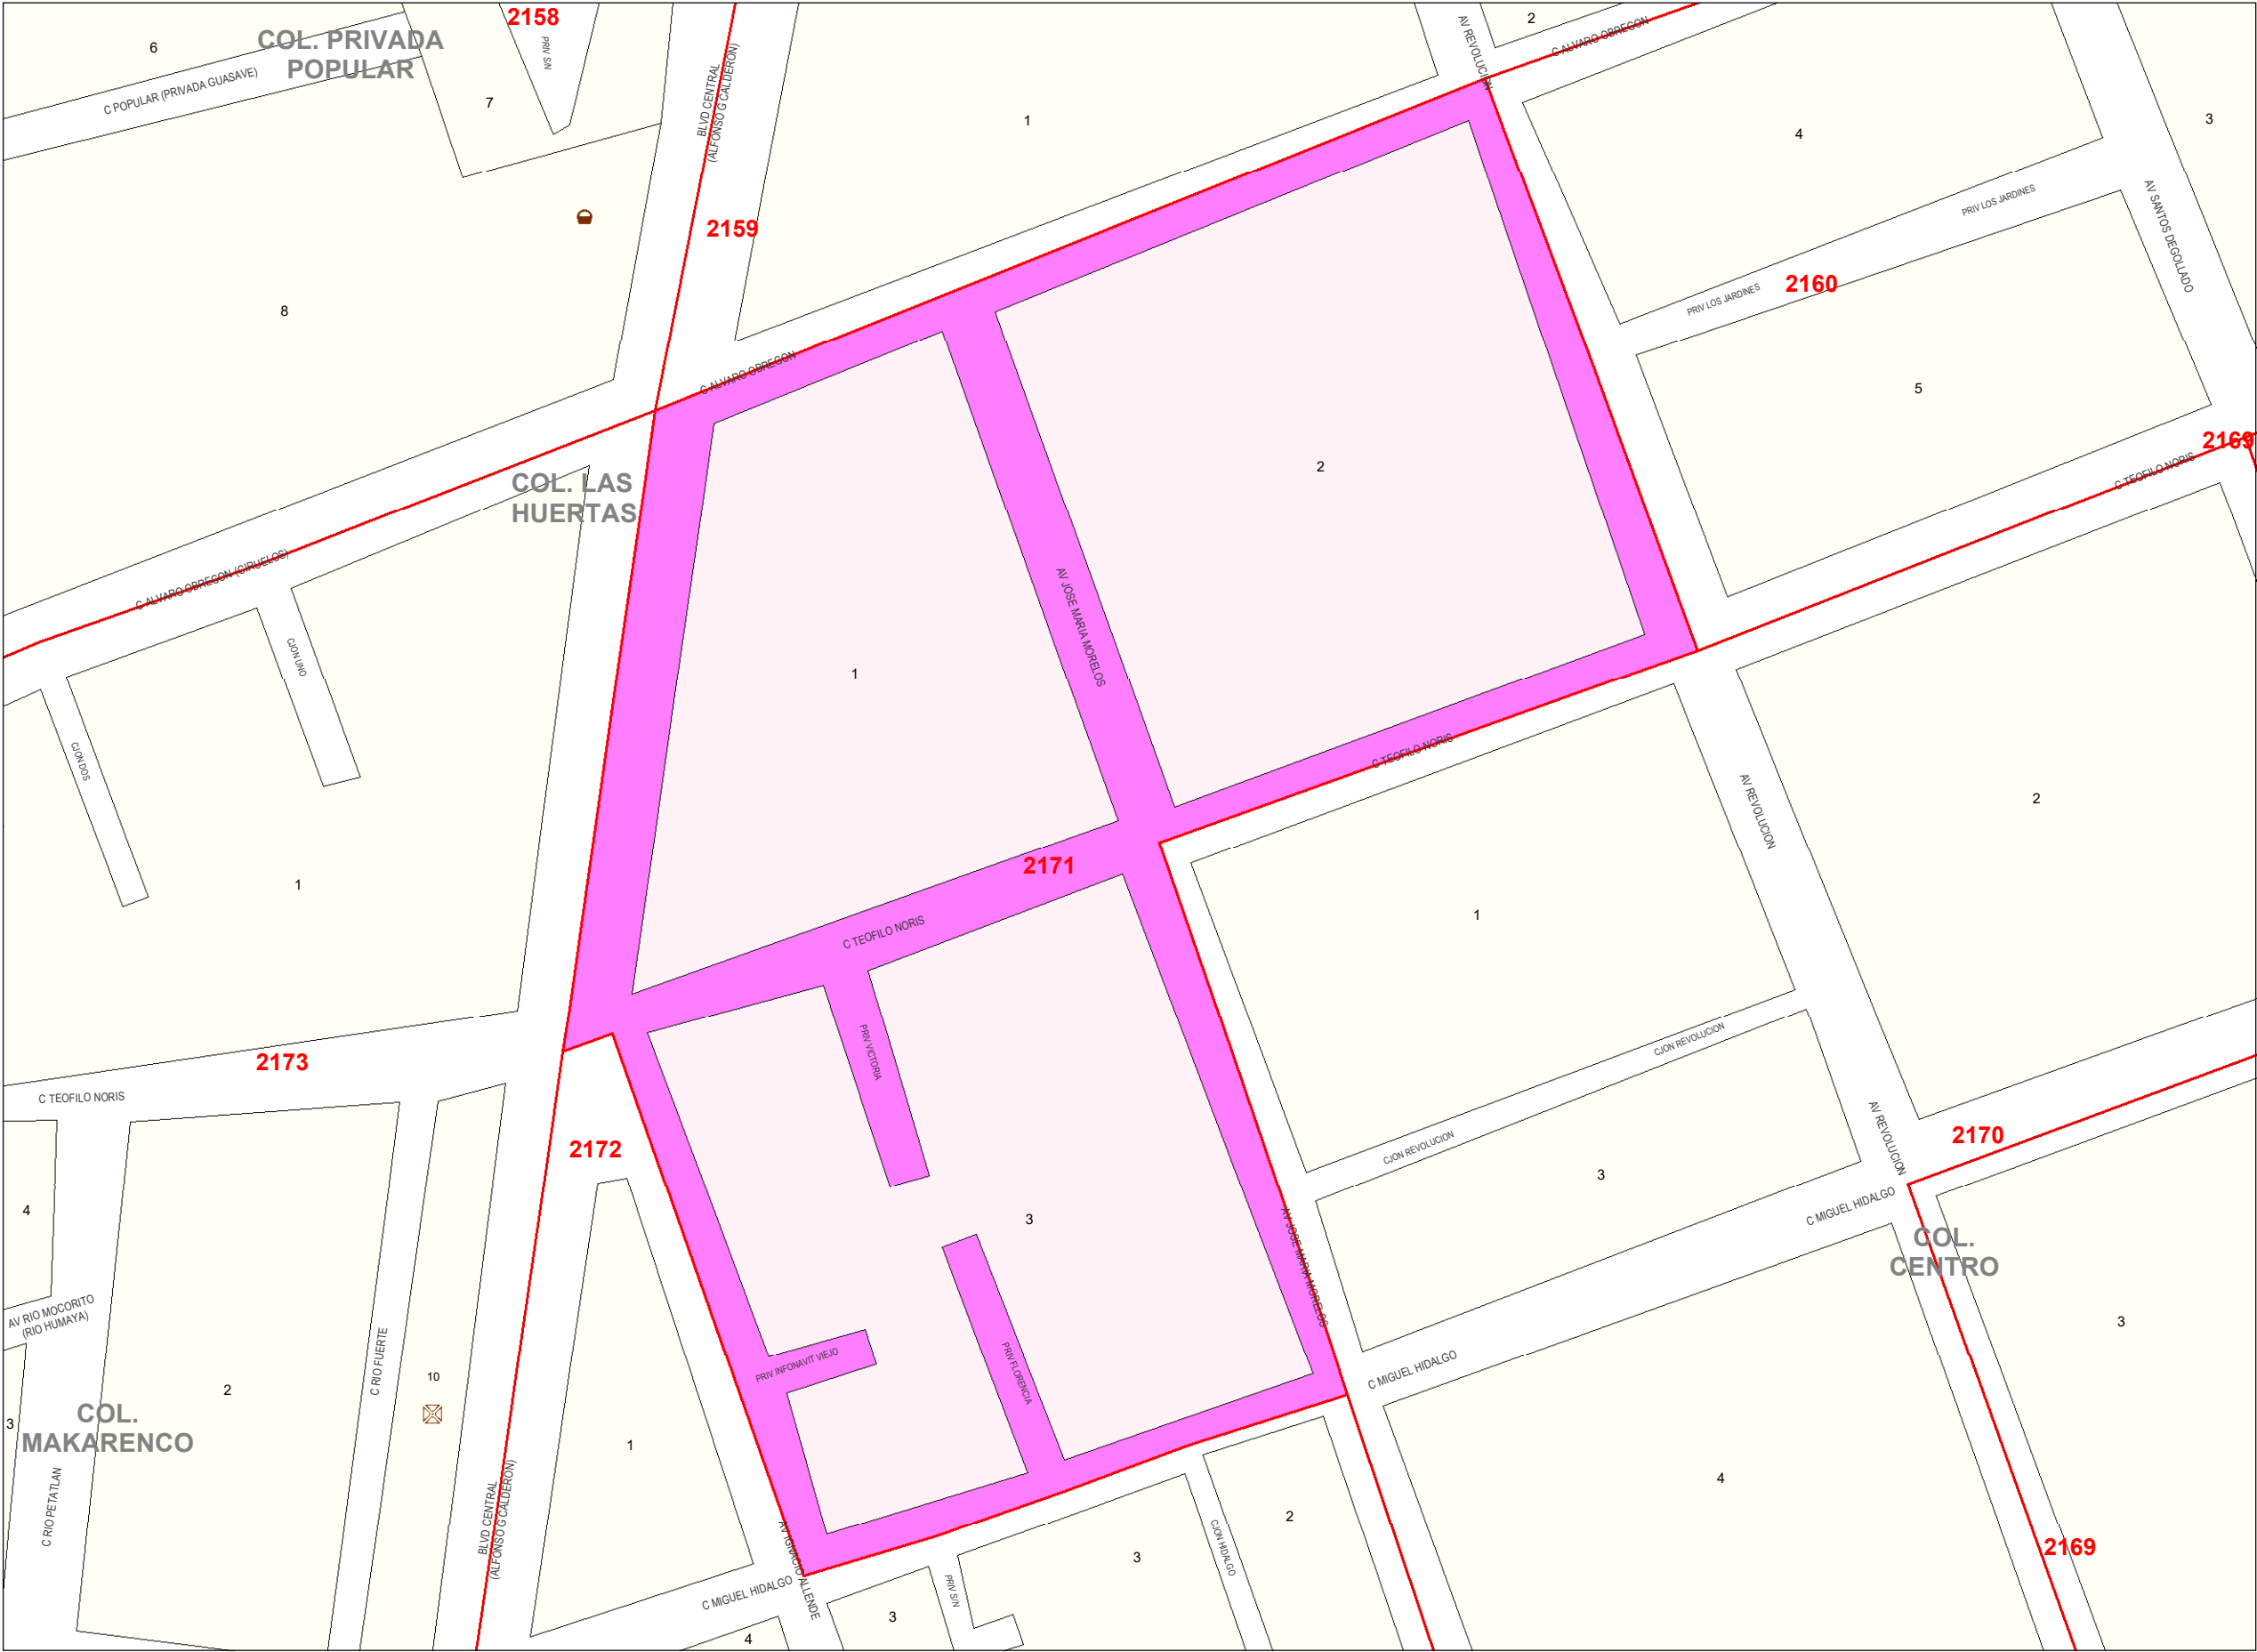 2158
6
COL. PRIVADA
POPULAR
PRIV S/N
C POPULAR (PRIVADA GUASAVE)
7
BLVD CENTRAL
(ALFONSO G CALDERON)
1
AV REVOLUCION
2
C ALVARO OBREGON
4
3
PRIV LOS JARDINES
AV SANTOS DEGOLLADO
2159
8
2160
PRIV LOS JARDINES
C ALVARO OBREGON
5
2169
C TEOFILO NORIS
2
COL. LAS
HUERTAS
C ALVARO OBREGON (CIRUELOS)
CJON UNO
AV JOSE MARIA MORELOS
1
CJON DOS
C TEOFILO NORIS
AV REVOLUCION
2
2171
1
C TEOFILO NORIS
1
2173
PRIV VICTORIA
CJON REVOLUCION
C TEOFILO NORIS
2172
CJON REVOLUCION
AV REVOLUCION
2170
3
4
3
C MIGUEL HIDALGO
COL.
CENTRO
AV JOSE MARIA MORELOS
AV RIO MOCORITO
(RIO HUMAYA)
3
C RIO FUERTE
PRIV INFONAVIT VIEJO
PRIV FLORENCIA
C MIGUEL HIDALGO
10
2
3
COL.
MAKARENCO
1
4
C RIO PETATLAN
BLVD CENTRAL
(ALFONSO G CALDERON)
2
AV IGNACIO ALLENDE
CJON HIDALGO
3
2169
C MIGUEL HIDALGO
PRIV S/N
3
4